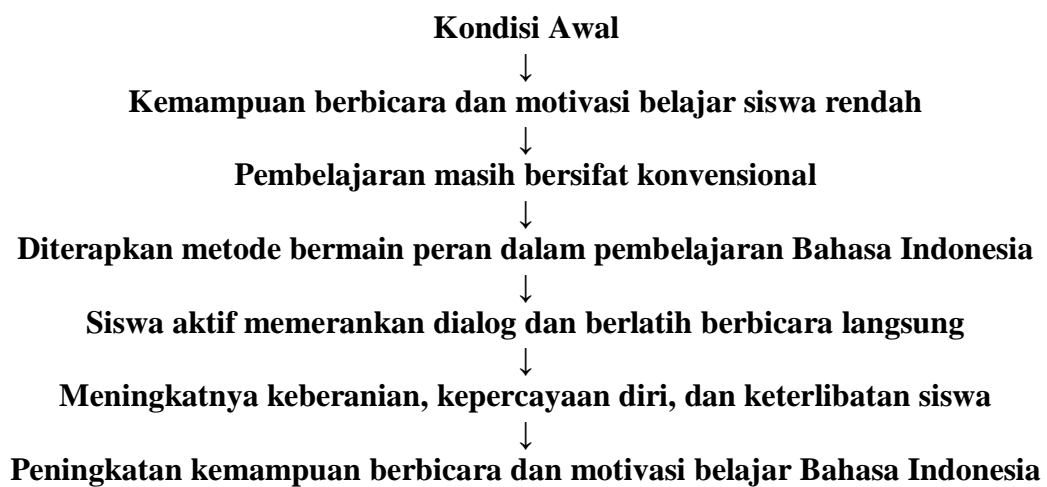 Kondisi Awal
↓
Kemampuan berbicara dan motivasi belajar siswa rendah
↓
Pembelajaran masih bersifat konvensional
↓
Diterapkan metode bermain peran dalam pembelajaran Bahasa Indonesia
↓
Siswa aktif memerankan dialog dan berlatih berbicara langsung
↓
Meningkatnya keberanian, kepercayaan diri, dan keterlibatan siswa
↓
Peningkatan kemampuan berbicara dan motivasi belajar Bahasa Indonesia